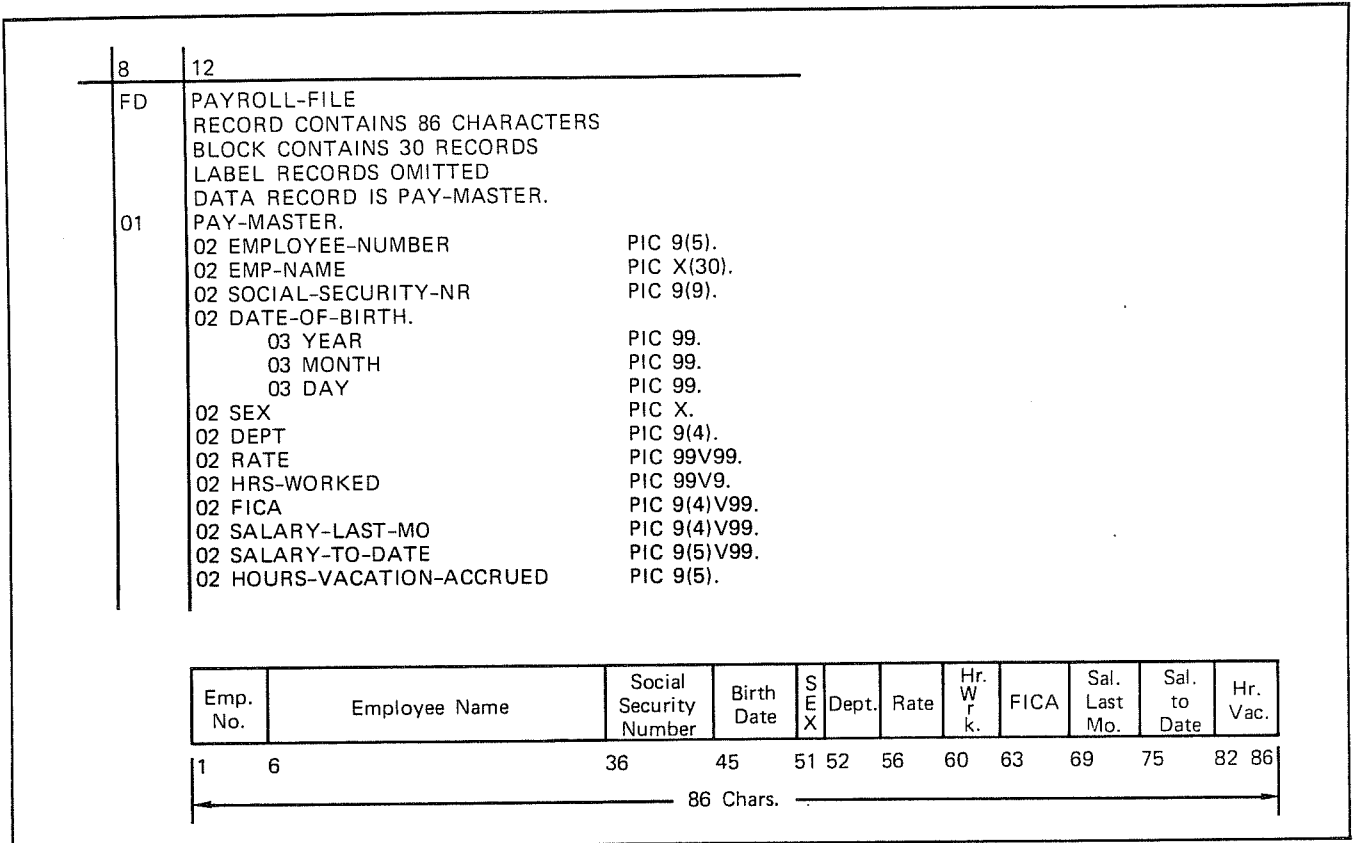 8 12
FD PAYROLL-FILE
RECORD CONTAINS 86 CHARACTERS
BLOCK CONTAINS 30 RECORDS
LABEL RECORDS OMITTED
DATA RECORD IS PAY-MASTER.
01 PAY-MASTER.
02 EMPLOYEE-NUMBER PIC 9(5).
02 EMP-NAME PIC X(30).
02 SOCIAL-SECURITY-NR PIC 9(9).
02 DATE-OF-BIRTH.
03 YEAR PIC 99.
03 MONTH PIC 99.
03 DAY PIC 99.
02 SEX PIC X.
02 DEPT PIC 9(4).
02 RATE PIC 99V99.
02 HRS-WORKED PIC 99V9.
02 FICA PIC 9(4)V99.
02 SALARY-LAST-MO PIC 9(4)V99.
02 SALARY-TO-DATE PIC 9(5)V99.
02 HOURS-VACATION-ACCRUED PIC 9(5).
Emp.
No.
Employee Name
Social
Security
Number
Birth
Date
S
E
X
Dept.
Rate
Hr.
W
r
k.
FICA
Sal.
Last
Mo.
Sal.
to
Date
Hr.
Vac.
1 6 36 45 51 52 56 60 63 69 75 82 86
86 Chars.